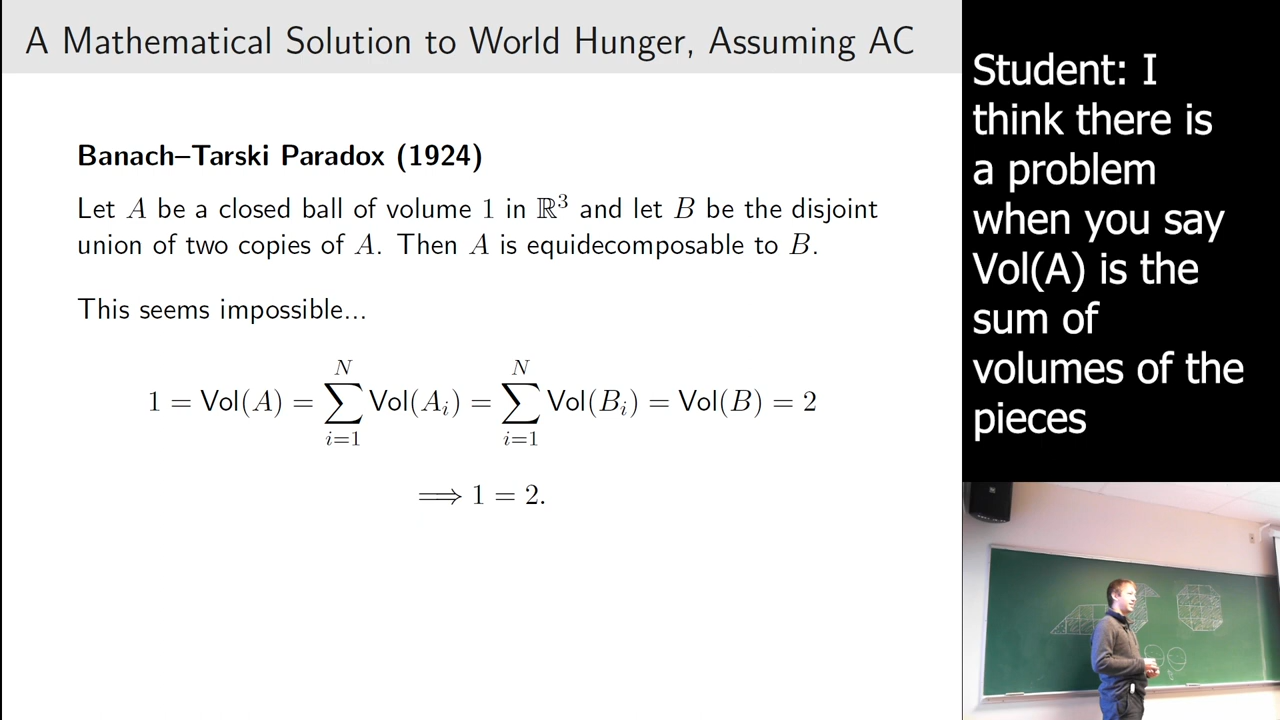 A Mathematical Solution to World Hunger, Assuming AC
Banach–Tarski Paradox (1924)
Let A be a closed ball of volume 1 in ℝ³ and let B be the disjoint
union of two copies of A. Then A is equidecomposable to B.
This seems impossible...
1 = Vol(A) = ∑_{i=1}^{N} Vol(A_i) = ∑_{i=1}^{N} Vol(B_i) = Vol(B) = 2
⟹ 1 = 2.
Student: I
think there is
a problem
when you say
Vol(A) is the
sum of
volumes of the
pieces